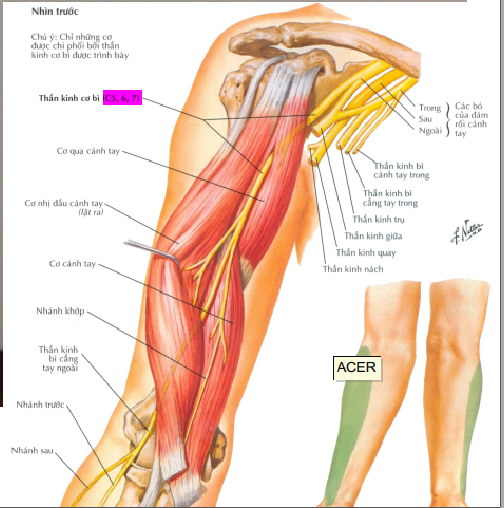 Nhìn trước
Chú ý: Chỉ những cơ
được chi phối bởi thần
kinh cơ bì được trình bày
Thần kinh cơ bì (C5, 6, 7)
Cơ quạ cánh tay
Cơ nhị đầu cánh tay
(lật ra)
Cơ cánh tay
Nhánh khớp
Thần kinh
bì cẳng
tay ngoài
Nhánh trước
Nhánh sau
Trong
Sau
Ngoài
Các bó
của đám
rối cánh
tay
Thần kinh bì
cánh tay trong
Thần kinh bì
cẳng tay trong
Thần kinh trụ
Thần kinh giữa
Thần kinh quay
Thần kinh nách
ACER